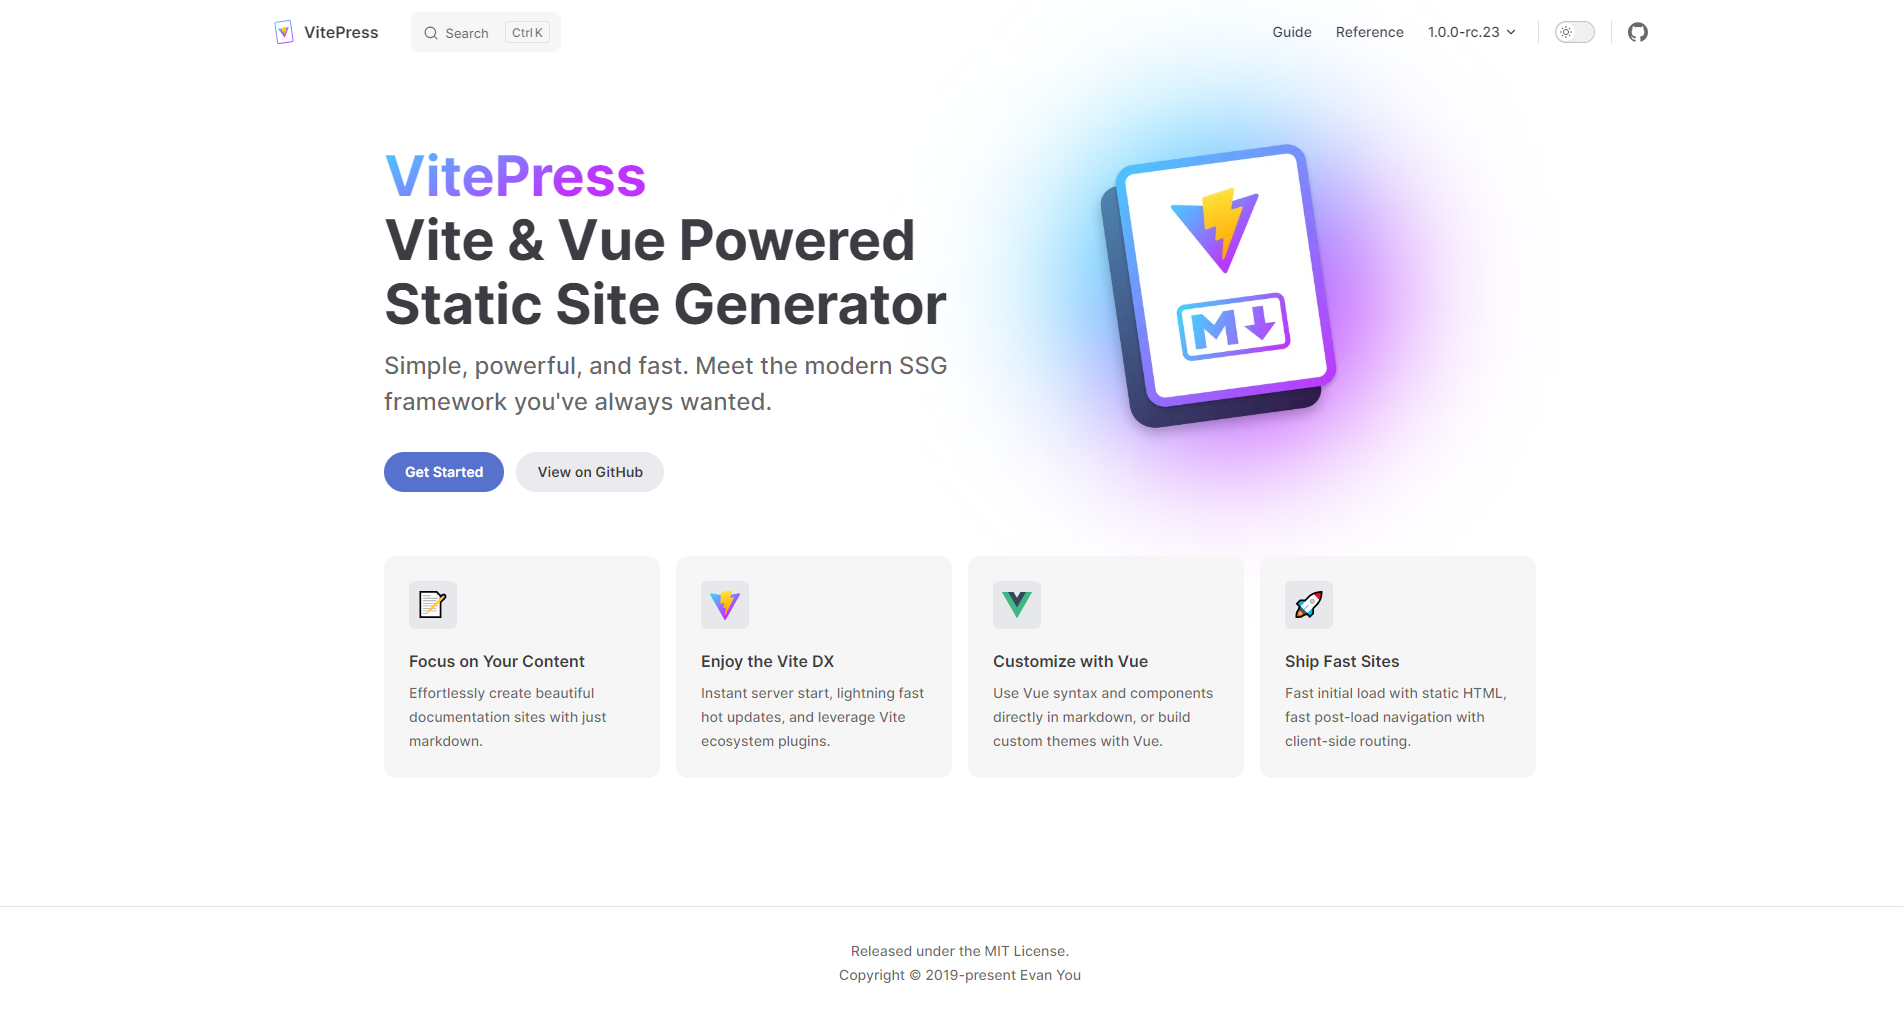 VitePress
Search
Ctrl K
Guide
Reference
1.0.0-rc.23
VitePress
Vite & Vue Powered
Static Site Generator
Simple, powerful, and fast. Meet the modern SSG
framework you've always wanted.
Get Started
View on GitHub
M
Focus on Your Content
Effortlessly create beautiful
documentation sites with just
markdown.
Enjoy the Vite DX
Instant server start, lightning fast
hot updates, and leverage Vite
ecosystem plugins.
Customize with Vue
Use Vue syntax and components
directly in markdown, or build
custom themes with Vue.
Ship Fast Sites
Fast initial load with static HTML,
fast post-load navigation with
client-side routing.
Released under the MIT License.
Copyright © 2019-present Evan You